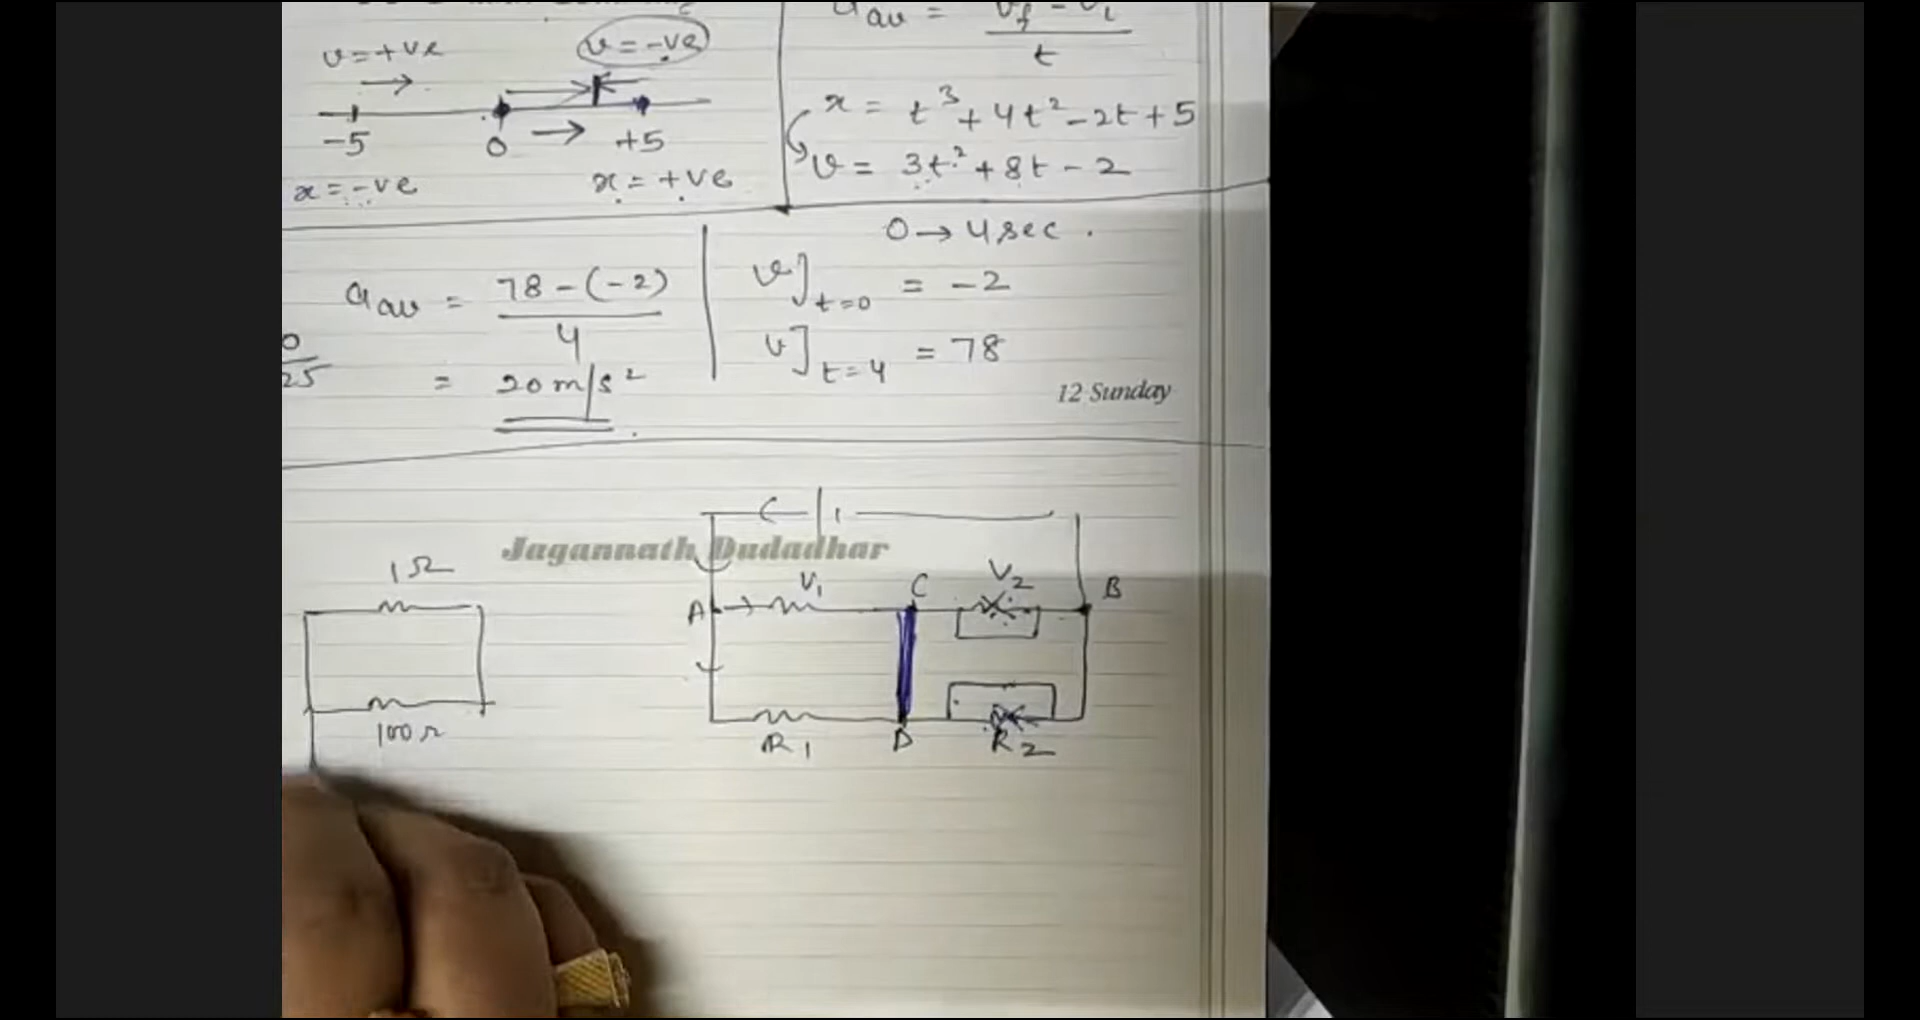 a_av = (v_f - v_i)/t
v = +ve
v = -ve
-5 0 +5
x = -ve x = +ve
x = t³ + 4t² - 2t + 5
v = 3t² + 8t - 2
0 → 4 sec.
a_av = (78 - (-2))/4
= 20 m/s²
25
v]t=0 = -2
v]t=4 = 78
12 Sunday
Jagannath Dudadhar
1Ω
100Ω
V₁ C V₂ B
A
R₁ D R₂